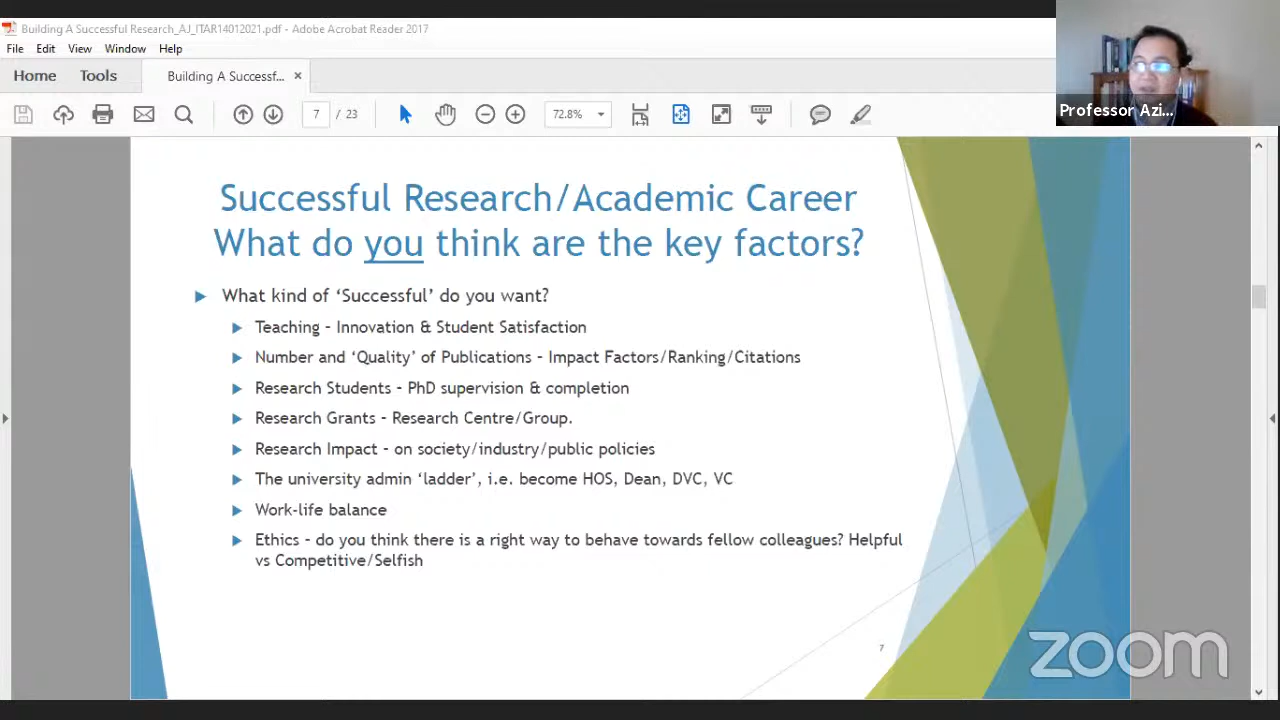 Building A Successful Research_AJ_ITAR14012021.pdf - Adobe Acrobat Reader 2017
File Edit View Window Help
Home Tools Building A Successf... ×
7 / 23 72.8%
Professor Azi...
Successful Research/Academic Career
What do you think are the key factors?
What kind of ‘Successful’ do you want?
Teaching – Innovation & Student Satisfaction
Number and ‘Quality’ of Publications – Impact Factors/Ranking/Citations
Research Students – PhD supervision & completion
Research Grants – Research Centre/Group.
Research Impact – on society/industry/public policies
The university admin ‘ladder’, i.e. become HOS, Dean, DVC, VC
Work-life balance
Ethics – do you think there is a right way to behave towards fellow colleagues? Helpful
vs Competitive/Selfish
7
zoom